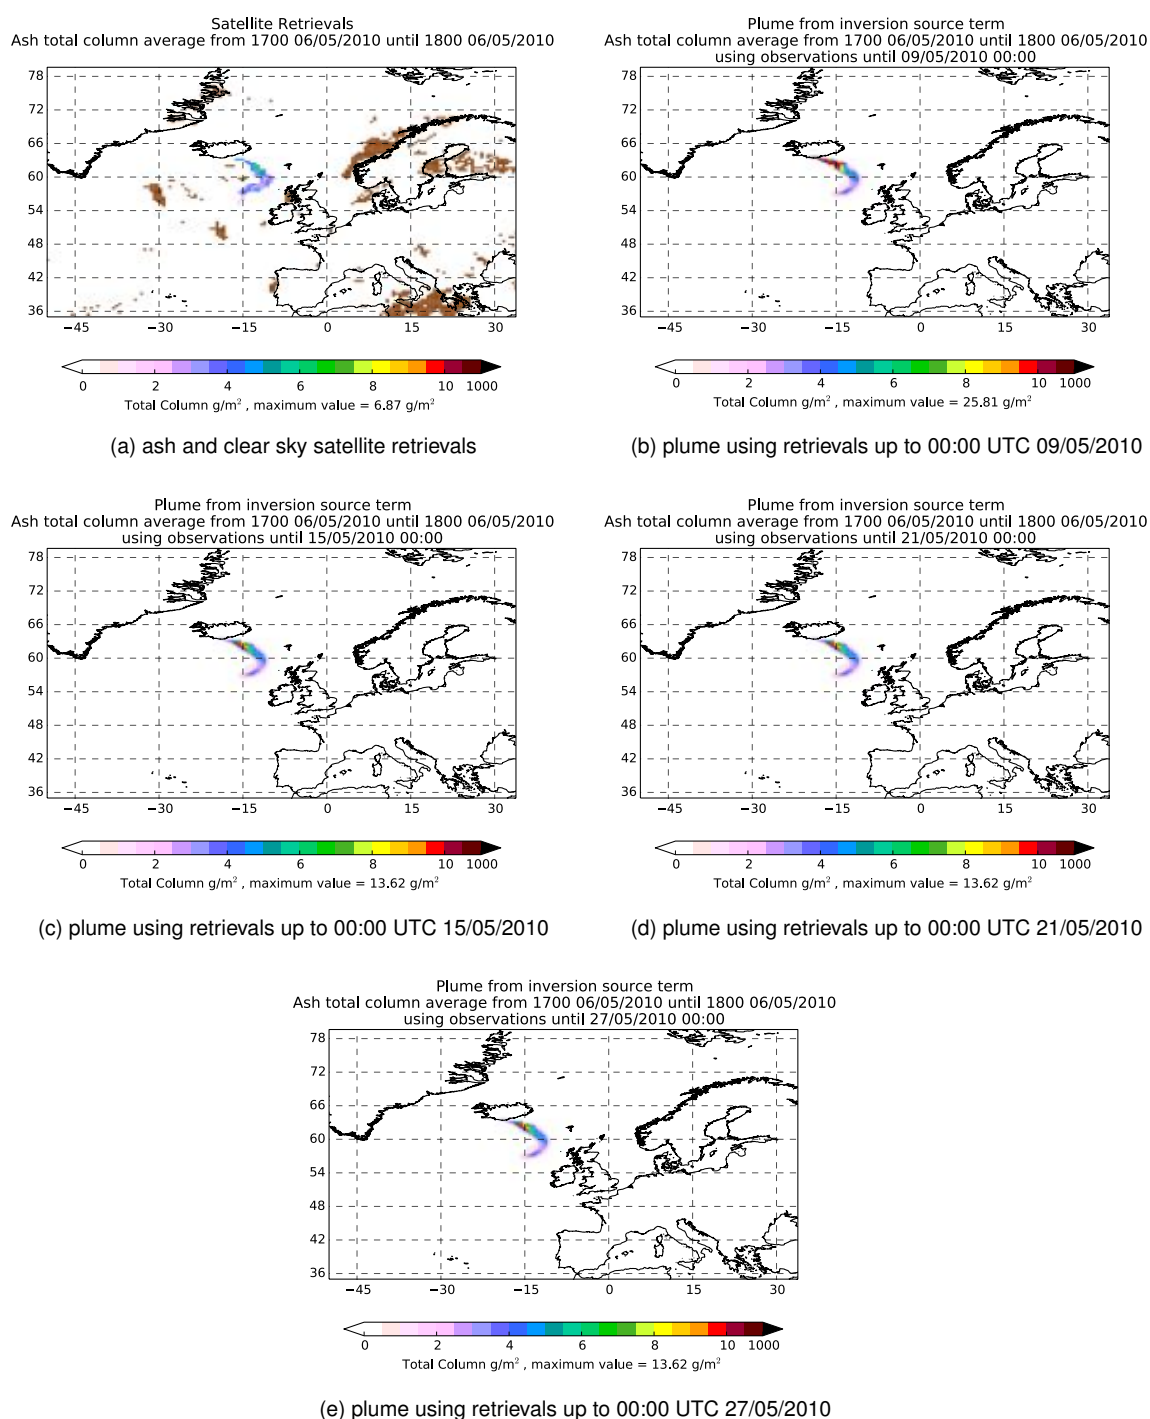 Satellite Retrievals
Ash total column average from 1700 06/05/2010 until 1800 06/05/2010
78
72
66
60
54
48
42
36
−45 −30 −15 0 15 30
0 2 4 6 8 10 1000
Total Column g/m² , maximum value = 6.87 g/m²
(a) ash and clear sky satellite retrievals
Plume from inversion source term
Ash total column average from 1700 06/05/2010 until 1800 06/05/2010
using observations until 09/05/2010 00:00
78
72
66
60
54
48
42
36
−45 −30 −15 0 15 30
0 2 4 6 8 10 1000
Total Column g/m² , maximum value = 25.81 g/m²
(b) plume using retrievals up to 00:00 UTC 09/05/2010
Plume from inversion source term
Ash total column average from 1700 06/05/2010 until 1800 06/05/2010
using observations until 15/05/2010 00:00
78
72
66
60
54
48
42
36
−45 −30 −15 0 15 30
0 2 4 6 8 10 1000
Total Column g/m² , maximum value = 13.62 g/m²
(c) plume using retrievals up to 00:00 UTC 15/05/2010
Plume from inversion source term
Ash total column average from 1700 06/05/2010 until 1800 06/05/2010
using observations until 21/05/2010 00:00
78
72
66
60
54
48
42
36
−45 −30 −15 0 15 30
0 2 4 6 8 10 1000
Total Column g/m² , maximum value = 13.62 g/m²
(d) plume using retrievals up to 00:00 UTC 21/05/2010
Plume from inversion source term
Ash total column average from 1700 06/05/2010 until 1800 06/05/2010
using observations until 27/05/2010 00:00
78
72
66
60
54
48
42
36
−45 −30 −15 0 15 30
0 2 4 6 8 10 1000
Total Column g/m² , maximum value = 13.62 g/m²
(e) plume using retrievals up to 00:00 UTC 27/05/2010